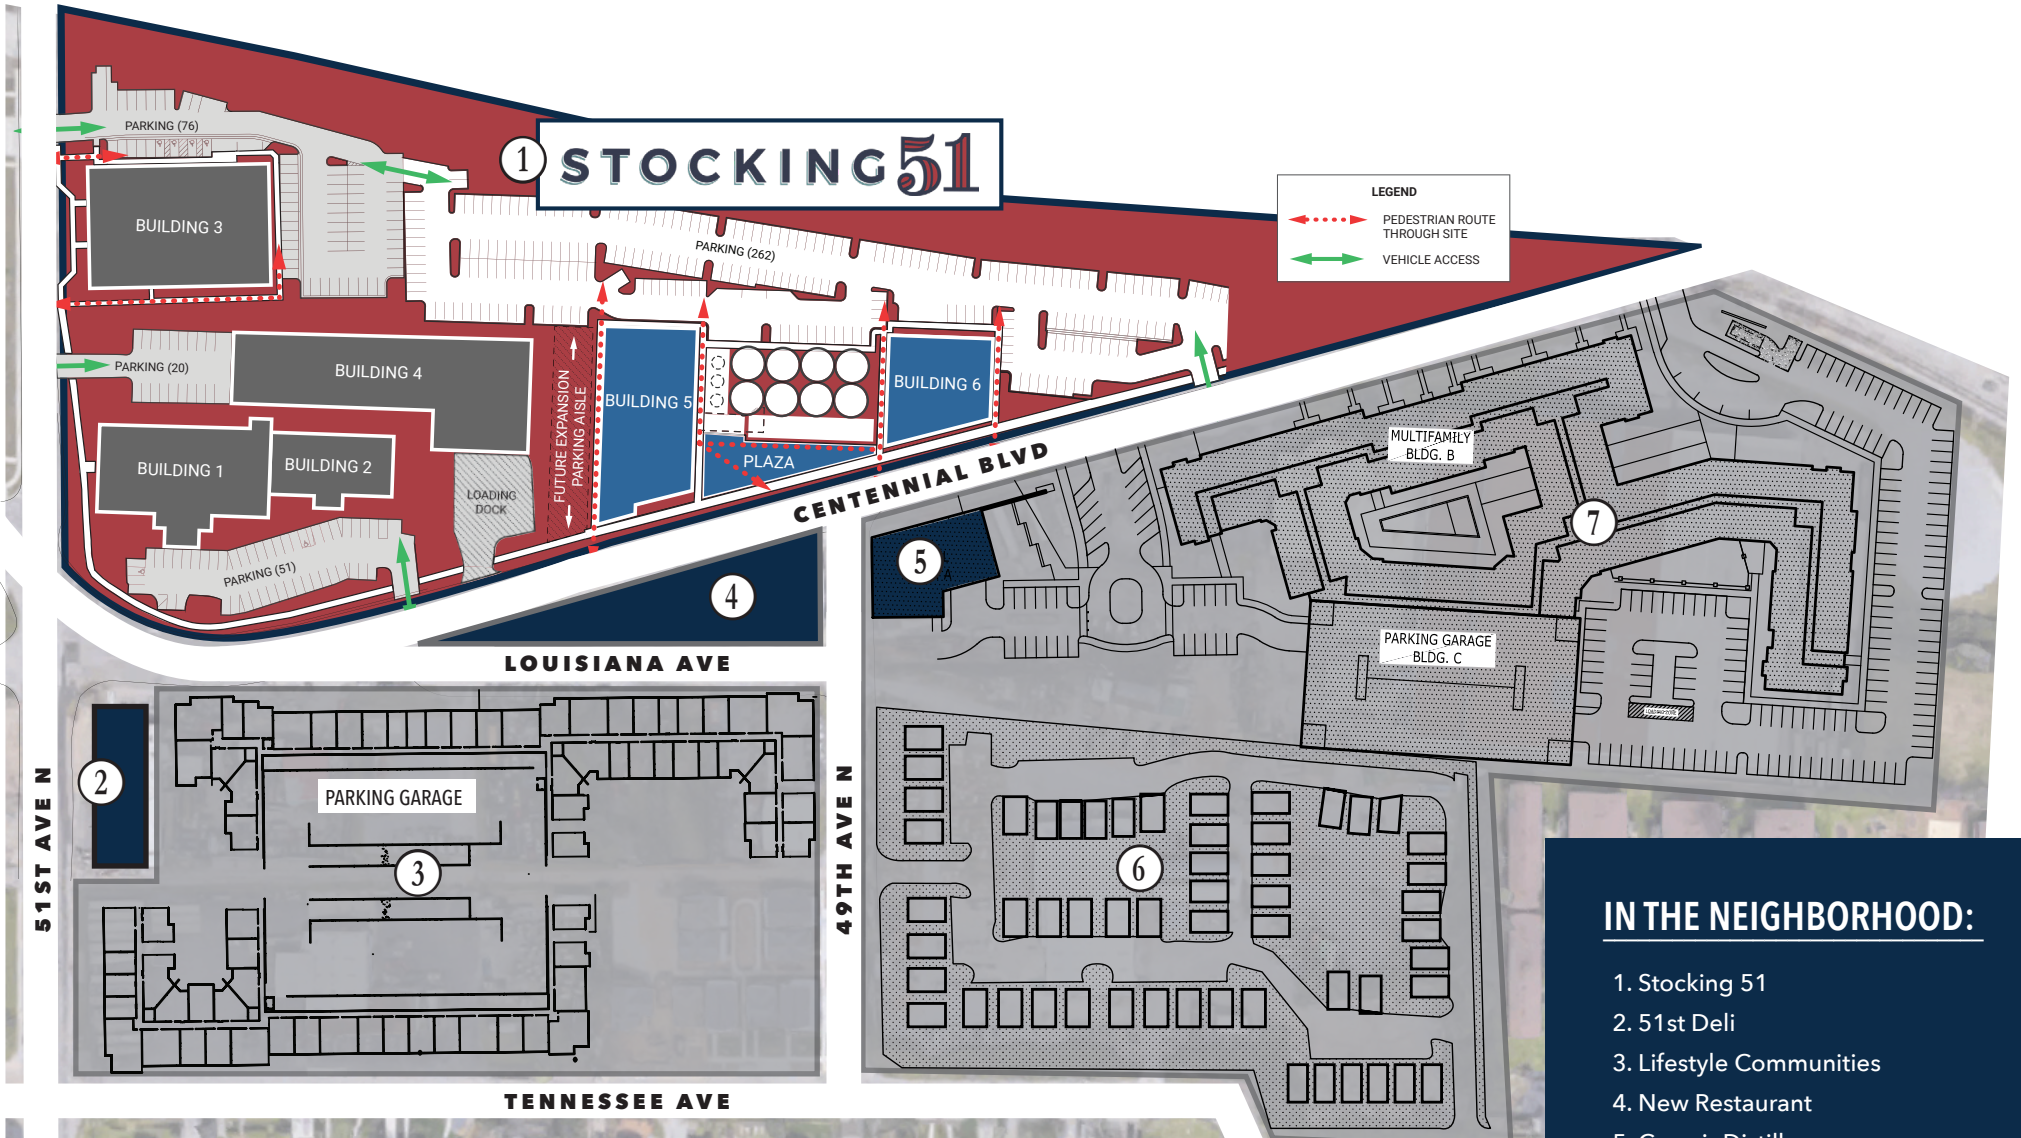 PARKING (76)
1
STOCKING 51
BUILDING 3
PARKING (262)
LEGEND
PEDESTRIAN ROUTE
THROUGH SITE
VEHICLE ACCESS
PARKING (20)
BUILDING 4
FUTURE EXPANSION
PARKING AISLE
BUILDING 5
BUILDING 6
PLAZA
BUILDING 1
BUILDING 2
LOADING
DOCK
PARKING (51)
CENTENNIAL BLVD
MULTIFAMILY
BLDG. B
7
5
4
LOUISIANA AVE
PARKING GARAGE
BLDG. C
51ST AVE N
2
PARKING GARAGE
3
49TH AVE N
6
TENNESSEE AVE
IN THE NEIGHBORHOOD:
1. Stocking 51
2. 51st Deli
3. Lifestyle Communities
4. New Restaurant